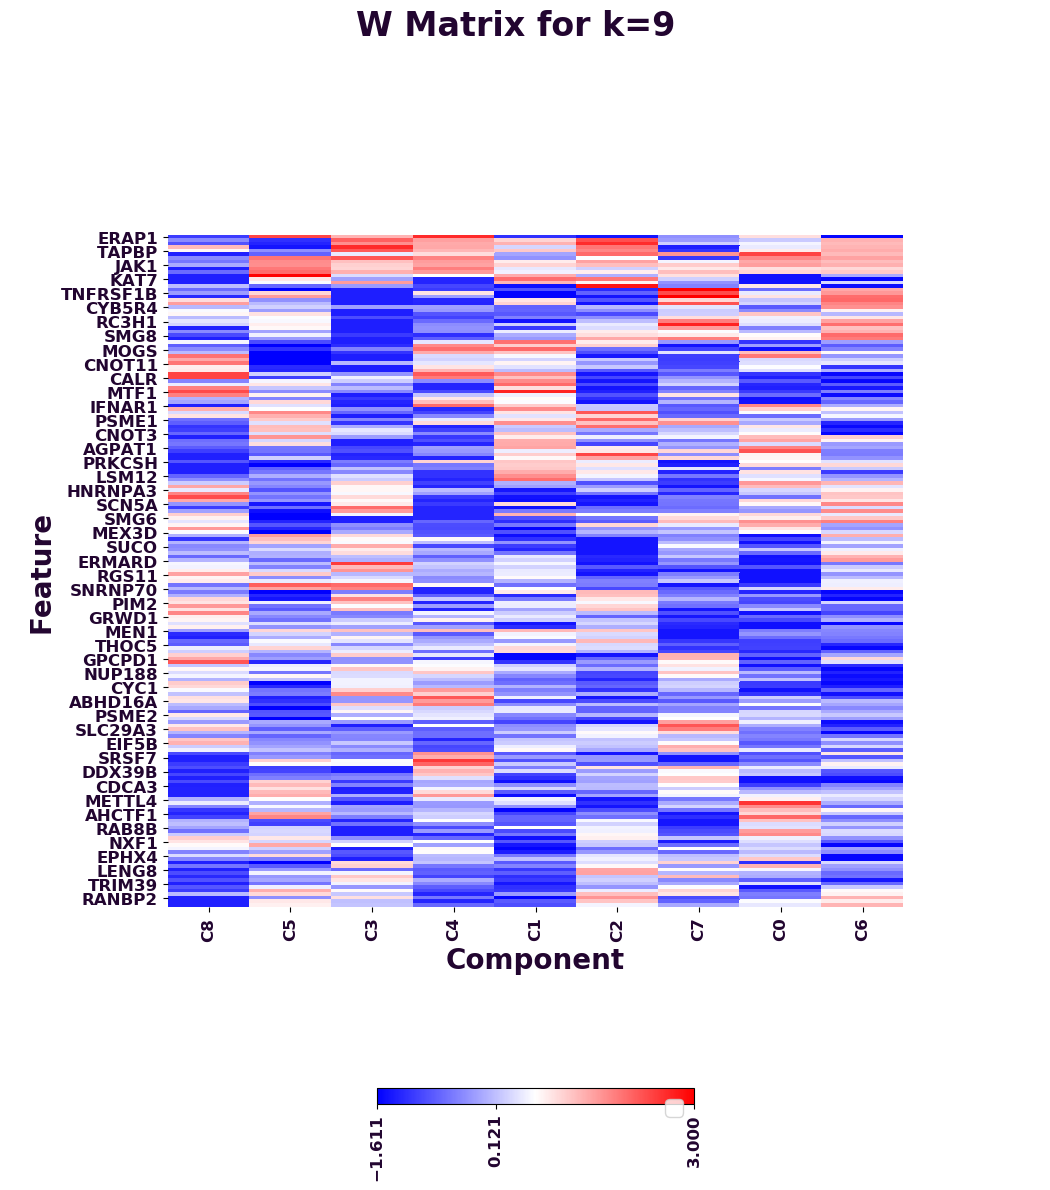 W Matrix for k=9
Feature
ERAP1
TAPBP
JAK1
KAT7
TNFRSF1B
CYB5R4
RC3H1
SMG8
MOGS
CNOT11
CALR
MTF1
IFNAR1
PSME1
CNOT3
AGPAT1
PRKCSH
LSM12
HNRNPA3
SCN5A
SMG6
MEX3D
SUCO
ERMARD
RGS11
SNRNP70
PIM2
GRWD1
MEN1
THOC5
GPCPD1
NUP188
CYC1
ABHD16A
PSME2
SLC29A3
EIF5B
SRSF7
DDX39B
CDCA3
METTL4
AHCTF1
RAB8B
NXF1
EPHX4
LENG8
TRIM39
RANBP2
C8 C5 C3 C4 C1 C2 C7 C0 C6
Component
−1.611 0.121 3.000